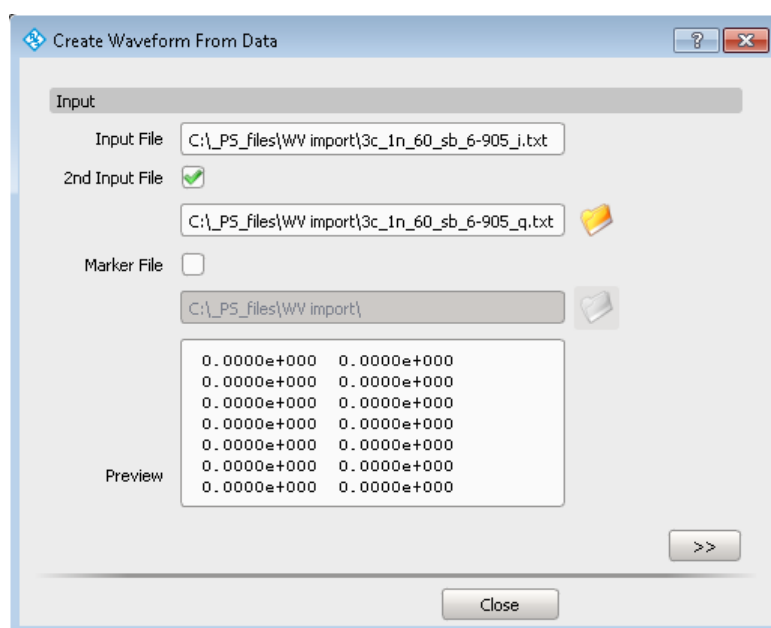 Create Waveform From Data
?
Input
Input File C:\_PS_files\WV import\3c_1n_60_sb_6-905_i.txt
2nd Input File
C:\_PS_files\WV import\3c_1n_60_sb_6-905_q.txt
Marker File
C:\_PS_files\WV import\
0.0000e+000 0.0000e+000
0.0000e+000 0.0000e+000
0.0000e+000 0.0000e+000
0.0000e+000 0.0000e+000
0.0000e+000 0.0000e+000
0.0000e+000 0.0000e+000
Preview
0.0000e+000 0.0000e+000
>>
Close